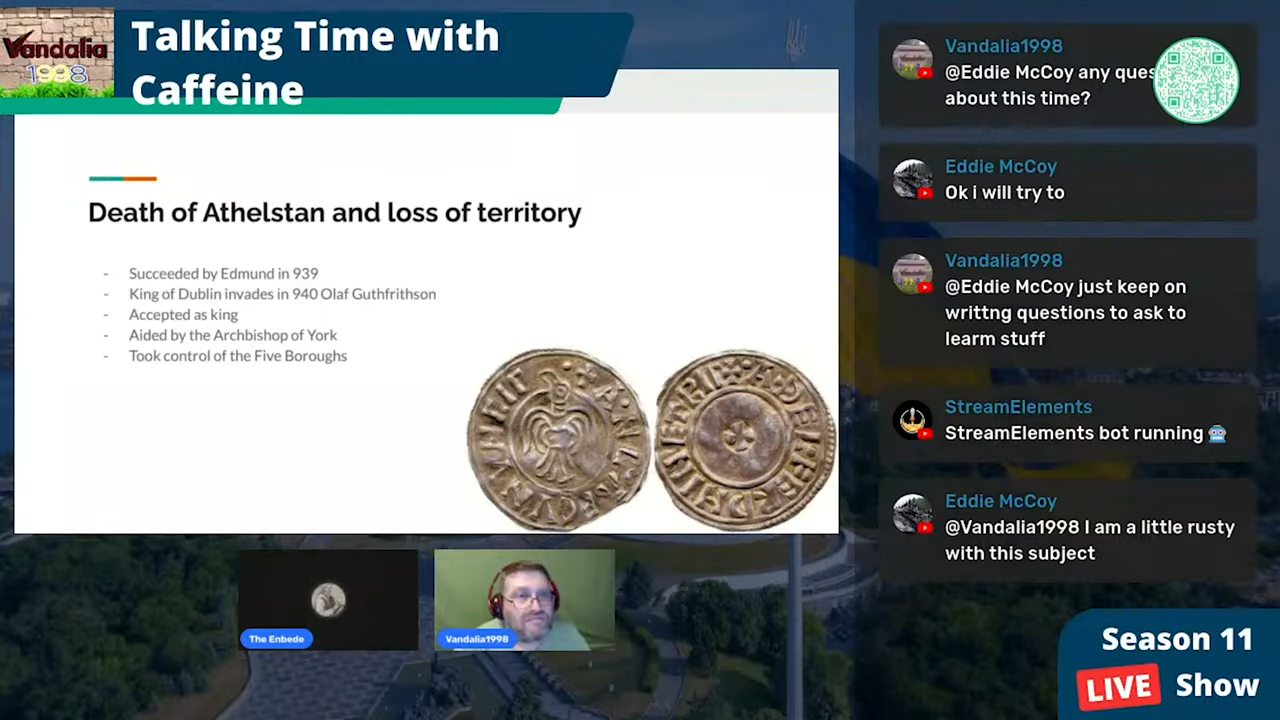 Vandalia
1998
Talking Time with
Caffeine
Death of Athelstan and loss of territory
- Succeeded by Edmund in 939
- King of Dublin invades in 940 Olaf Guthfrithson
- Accepted as king
- Aided by the Archbishop of York
- Took control of the Five Boroughs
The Enbede
Vandalia1998
Vandalia1998
@Eddie McCoy any ques
about this time?
Eddie McCoy
Ok i will try to
Vandalia1998
@Eddie McCoy just keep on
writtng questions to ask to
learm stuff
StreamElements
StreamElements bot running
Eddie McCoy
@Vandalia1998 I am a little rusty
with this subject
Season 11
LIVE Show